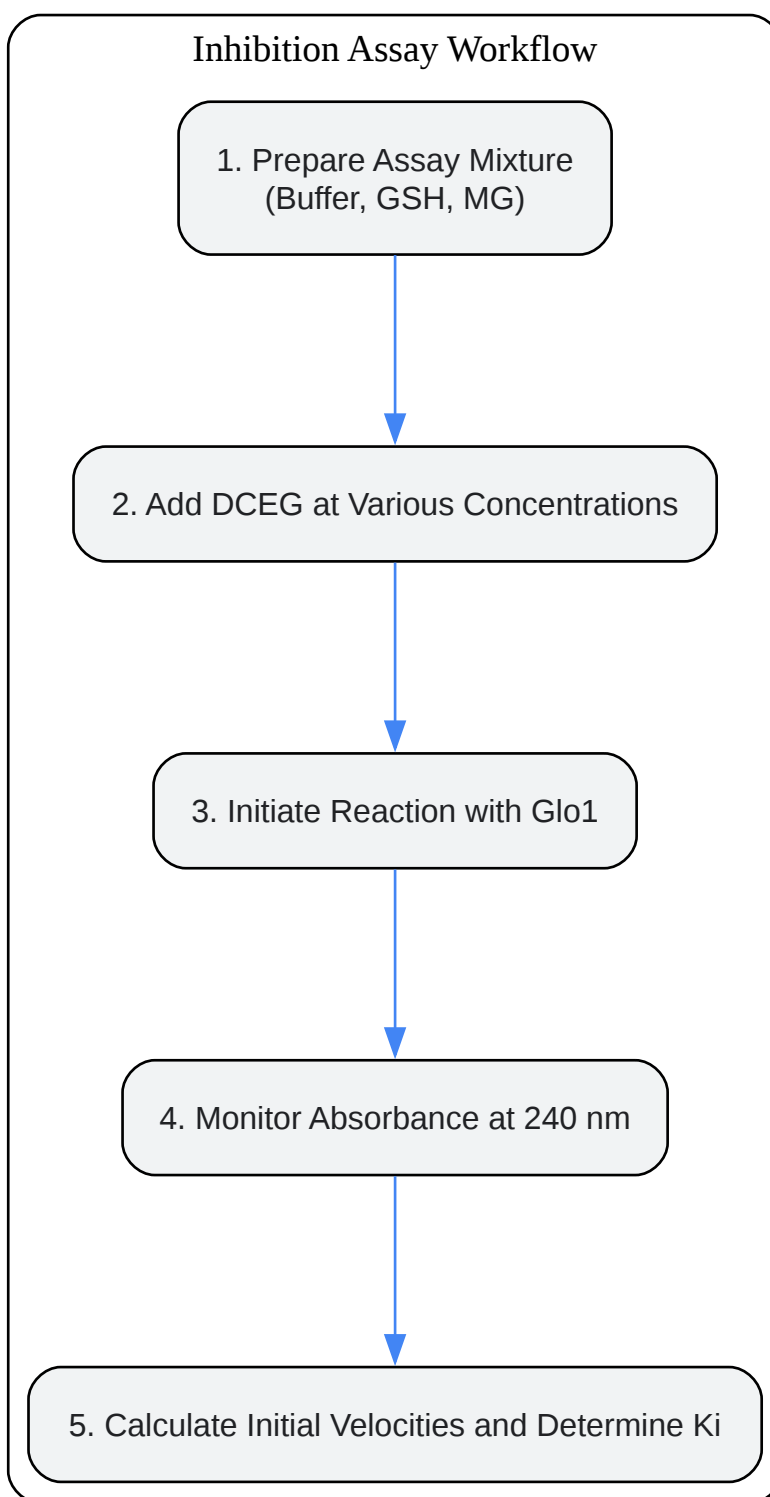 Inhibition Assay Workflow
1. Prepare Assay Mixture
(Buffer, GSH, MG)
2. Add DCEG at Various Concentrations
3. Initiate Reaction with Glo1
4. Monitor Absorbance at 240 nm
5. Calculate Initial Velocities and Determine Ki